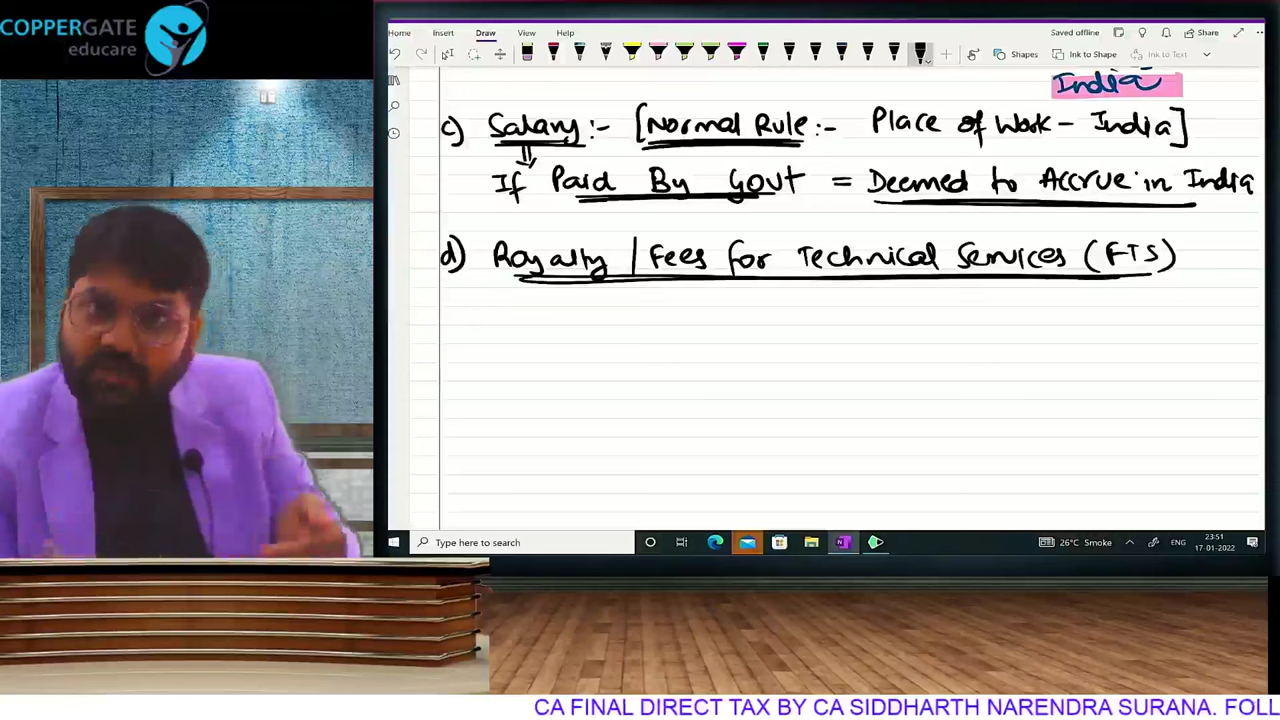 COPPERGATE
educare
Home Insert Draw View Help
Saved offline
Share
Shapes
Ink to Shape
Ink to Text
India
c) Salary :- [Normal Rule :- Place of Work - India]
If Paid By Govt = Deemed to Accrue in India
d) Royalty | Fees for Technical Services (FTS)
Type here to search
26°C Smoke
ENG
23:51
17-01-2022
CA FINAL DIRECT TAX BY CA SIDDHARTH NARENDRA SURANA. FOLL